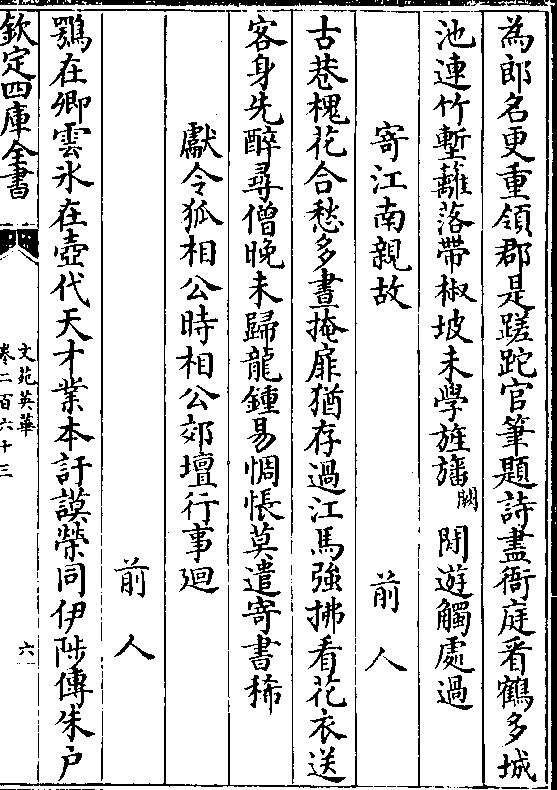 為郎名更重領郡是蹉跎官筆題詩盡衙庭看鶴多城
池連竹塹籬落帶椒坡未學旌旛闕閒遊觸處過
寄江南親故 前人
古巷槐花合愁多晝掩扉猶存過江馬強拂看花衣送
客身先醉尋僧晚未歸龍鍾易惆悵莫遣寄書稀
獻令狐相公時相公郊壇行事廻
前人
鶚在卿雲氷在壺代天才業本訏謨榮同伊陟傳朱戶
欽定四庫全書
文苑英華
卷二百六十三
六